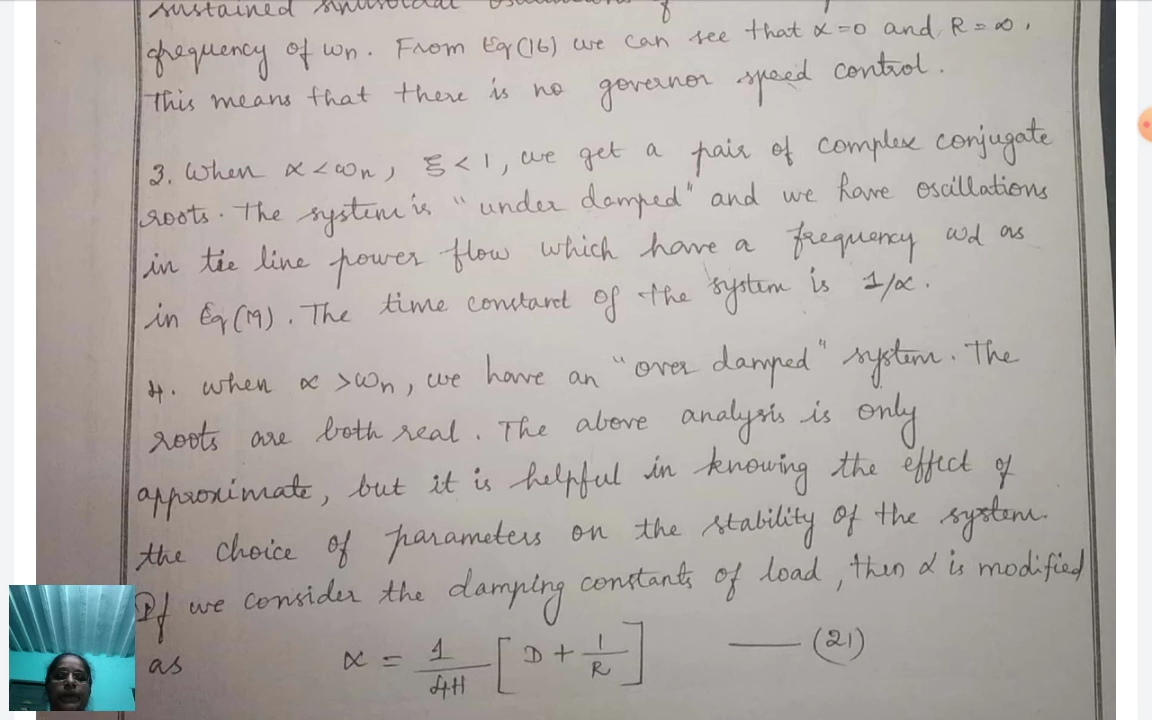 sustained sinusoidal oscillations of
frequency of ωn. From Eq(16) we can see that α=0 and R=∞.
This means that there is no governor speed control.
3. When α<ωn, ξ<1, we get a pair of complex conjugate
roots. The system is "under damped" and we have oscillations
in tie line power flow which have a frequency ωd as
in Eq(19). The time constant of the system is 1/α.
4. when α >ωn, we have an "over damped" system. The
roots are both real. The above analysis is only
approximate, but it is helpful in knowing the effect of
the choice of parameters on the stability of the system.
If we consider the damping constants of load, then α is modified
as α = 1/4H [D + 1/R] —— (21)